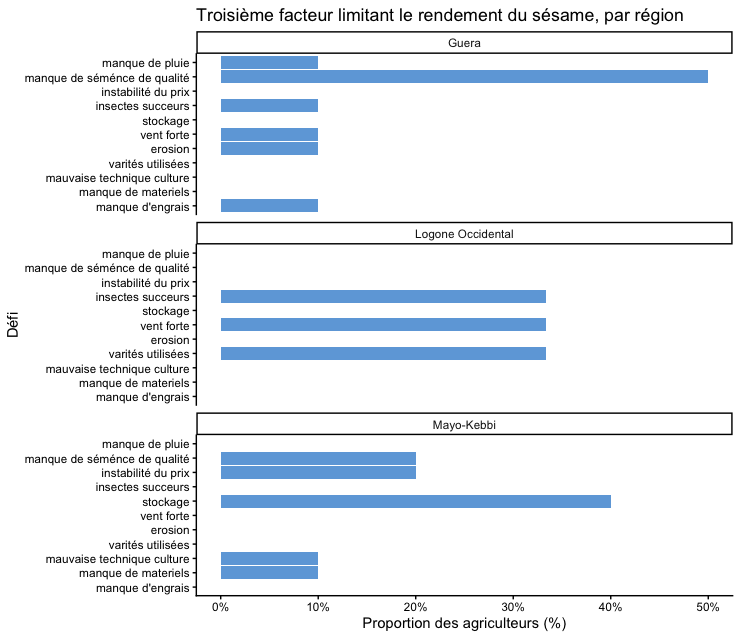 Troisième facteur limitant le rendement du sésame, par région
Guera
manque de pluie
manque de séménce de qualité
instabilité du prix
insectes succeurs
stockage
vent forte
erosion
varités utilisées
mauvaise technique culture
manque de materiels
manque d'engrais
Logone Occidental
manque de pluie
manque de séménce de qualité
instabilité du prix
insectes succeurs
stockage
vent forte
erosion
varités utilisées
mauvaise technique culture
manque de materiels
manque d'engrais
Défi
Mayo-Kebbi
manque de pluie
manque de séménce de qualité
instabilité du prix
insectes succeurs
stockage
vent forte
erosion
varités utilisées
mauvaise technique culture
manque de materiels
manque d'engrais
0% 10% 20% 30% 40% 50%
Proportion des agriculteurs (%)